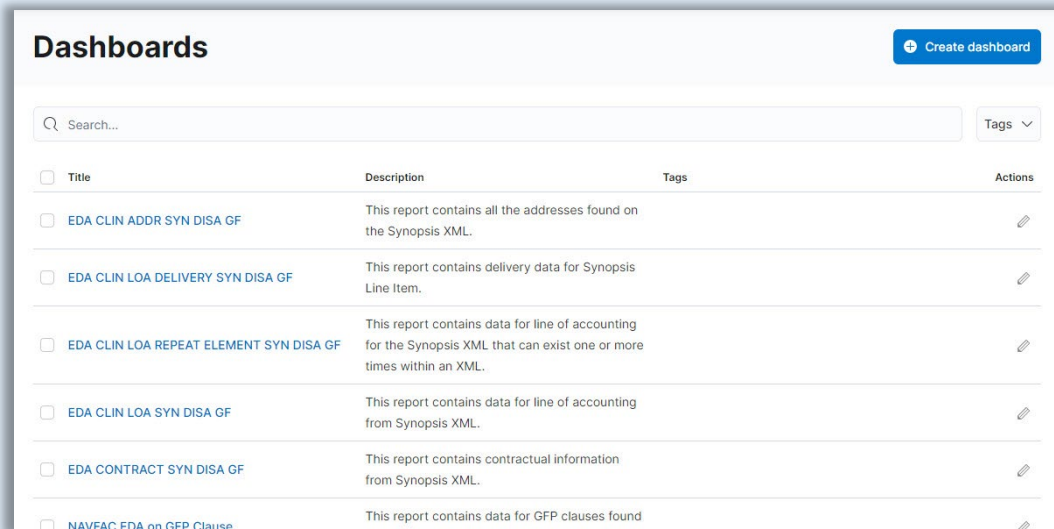 Dashboards
Create dashboard
Search...
Tags
Title Description Tags Actions
EDA CLIN ADDR SYN DISA GF
This report contains all the addresses found on
the Synopsis XML.
EDA CLIN LOA DELIVERY SYN DISA GF
This report contains delivery data for Synopsis
Line Item.
EDA CLIN LOA REPEAT ELEMENT SYN DISA GF
This report contains data for line of accounting
for the Synopsis XML that can exist one or more
times within an XML.
EDA CLIN LOA SYN DISA GF
This report contains data for line of accounting
from Synopsis XML.
EDA CONTRACT SYN DISA GF
This report contains contractual information
from Synopsis XML.
NAVFAC EDA on GFP Clause
This report contains data for GFP clauses found